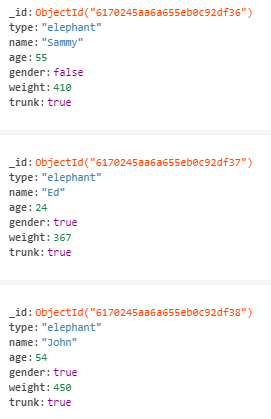 _id: ObjectId("6170245aa6a655eb0c92df36")
type: "elephant"
name: "Sammy"
age: 55
gender: false
weight: 410
trunk: true
_id: ObjectId("6170245aa6a655eb0c92df37")
type: "elephant"
name: "Ed"
age: 24
gender: true
weight: 367
trunk: true
_id: ObjectId("6170245aa6a655eb0c92df38")
type: "elephant"
name: "John"
age: 54
gender: true
weight: 450
trunk: true